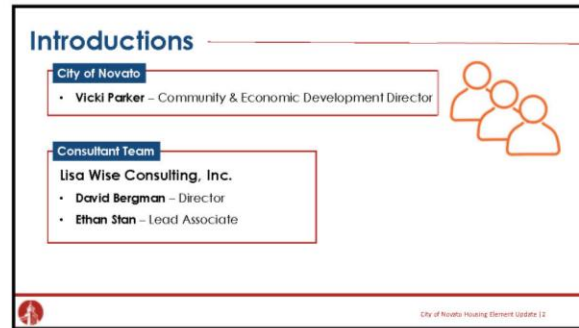 Introductions
City of Novato
• Vicki Parker – Community & Economic Development Director
Consultant Team
Lisa Wise Consulting, Inc.
• David Bergman – Director
• Ethan Stan – Lead Associate
City of Novato Housing Element Update |2